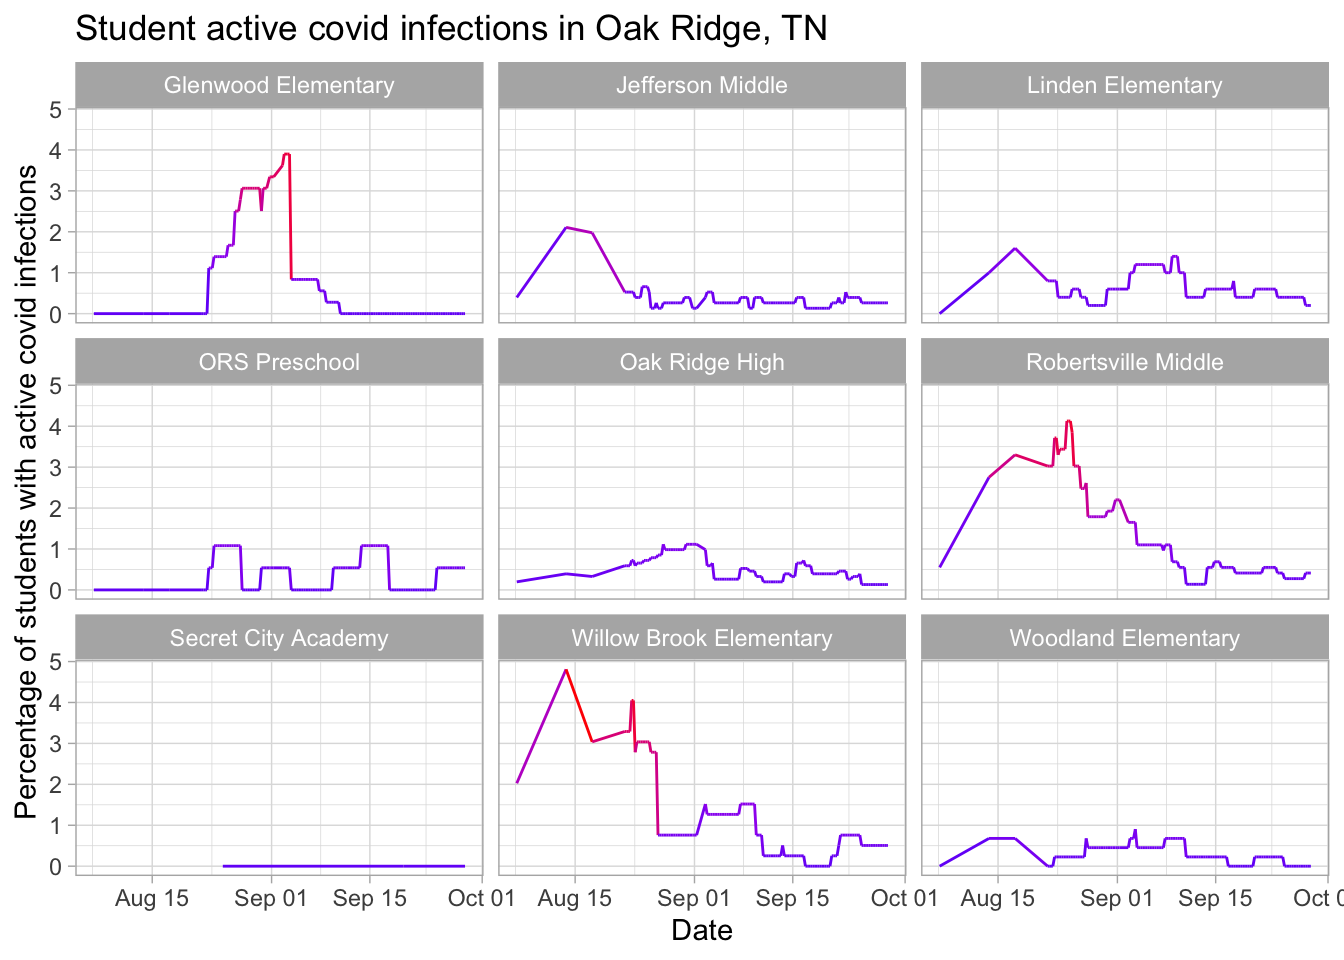 Student active covid infections in Oak Ridge, TN
Percentage of students with active covid infections
Glenwood Elementary
Jefferson Middle
Linden Elementary
5
4
3
2
1
0
ORS Preschool
Oak Ridge High
Robertsville Middle
5
4
3
2
1
0
Secret City Academy
Willow Brook Elementary
Woodland Elementary
5
4
3
2
1
0
Aug 15 Sep 01 Sep 15 Oct 01 Aug 15 Sep 01 Sep 15 Oct 01 Aug 15 Sep 01 Sep 15 Oct 0
Date